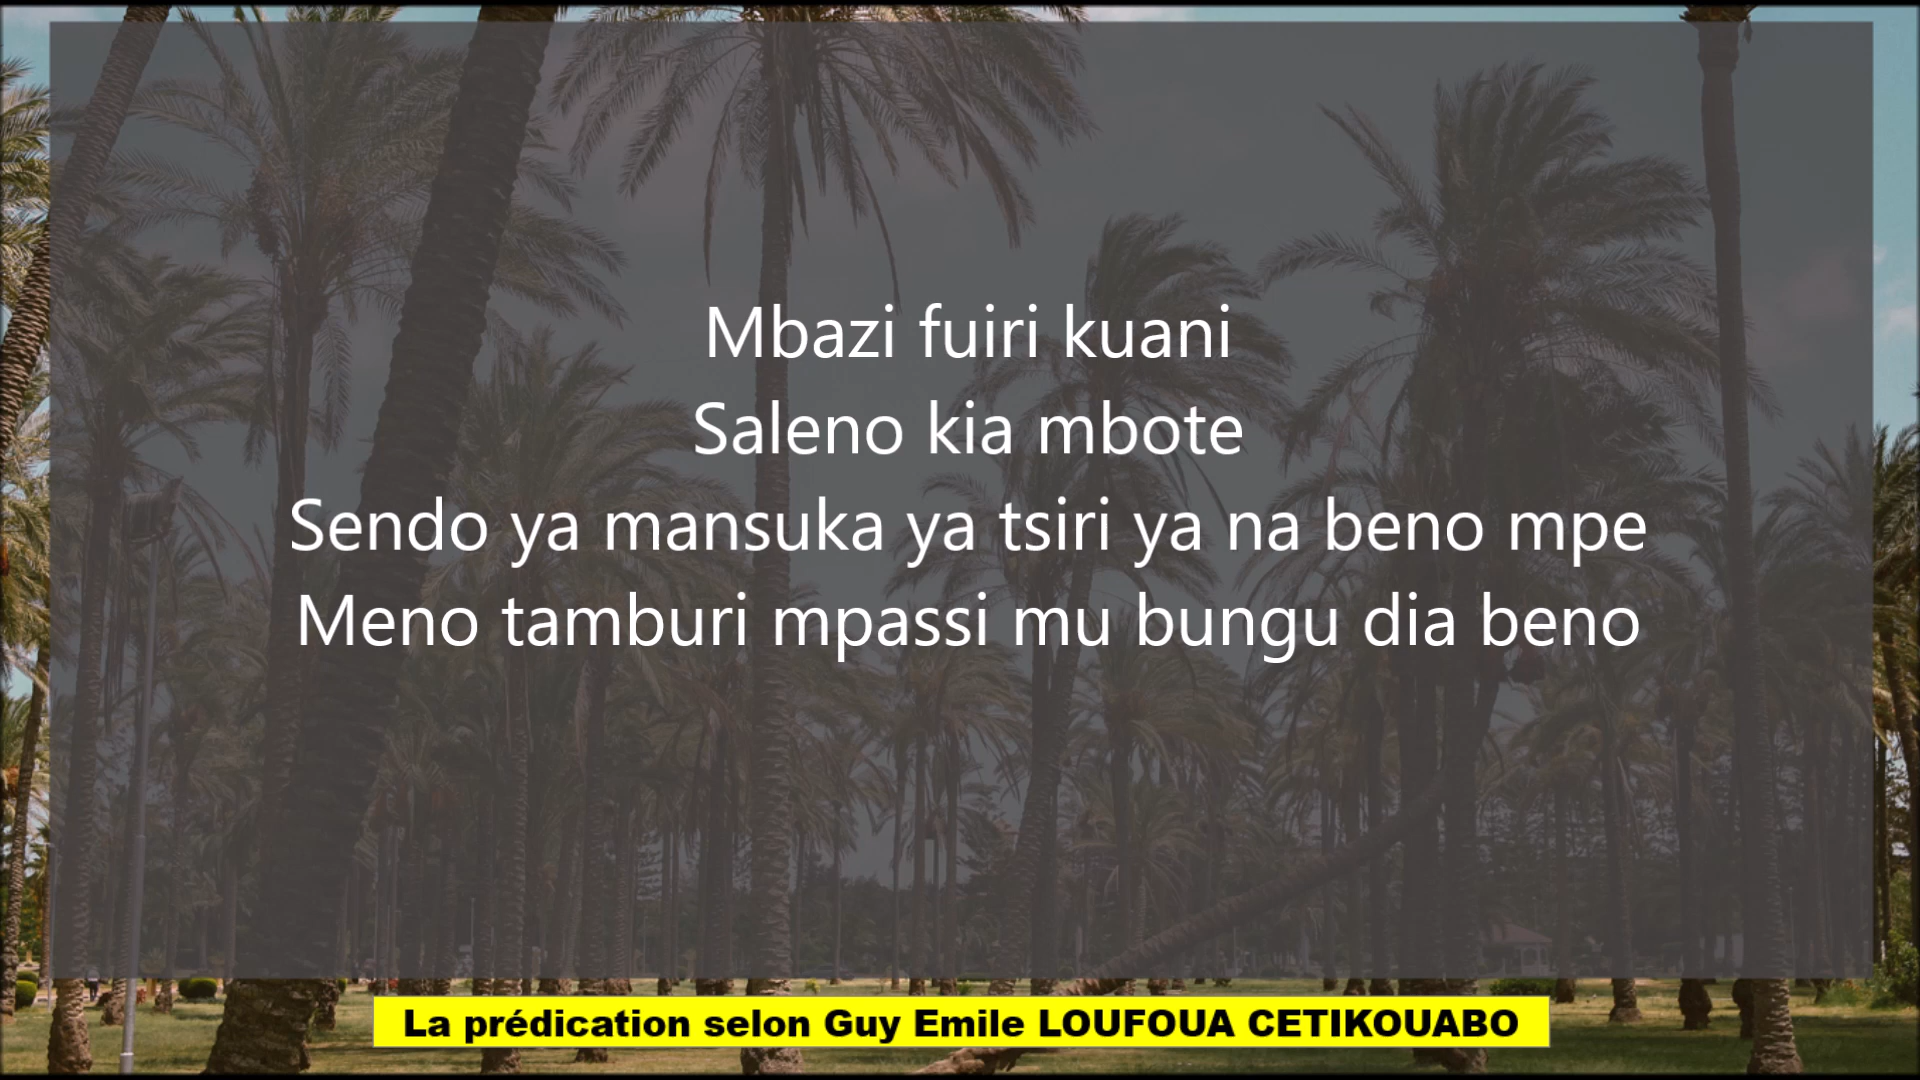 Mbazi fuiri kuani
Saleno kia mbote
Sendo ya mansuka ya tsiri ya na beno mpe
Meno tamburi mpassi mu bungu dia beno
La prédication selon Guy Emile LOUFOUA CETIKOUABO